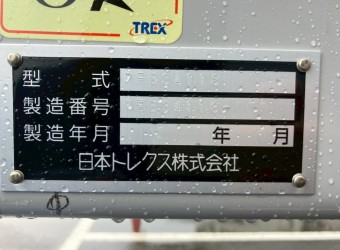 TREX
型式
製造番号
製造年月 年 月
日本トレクス株式会社